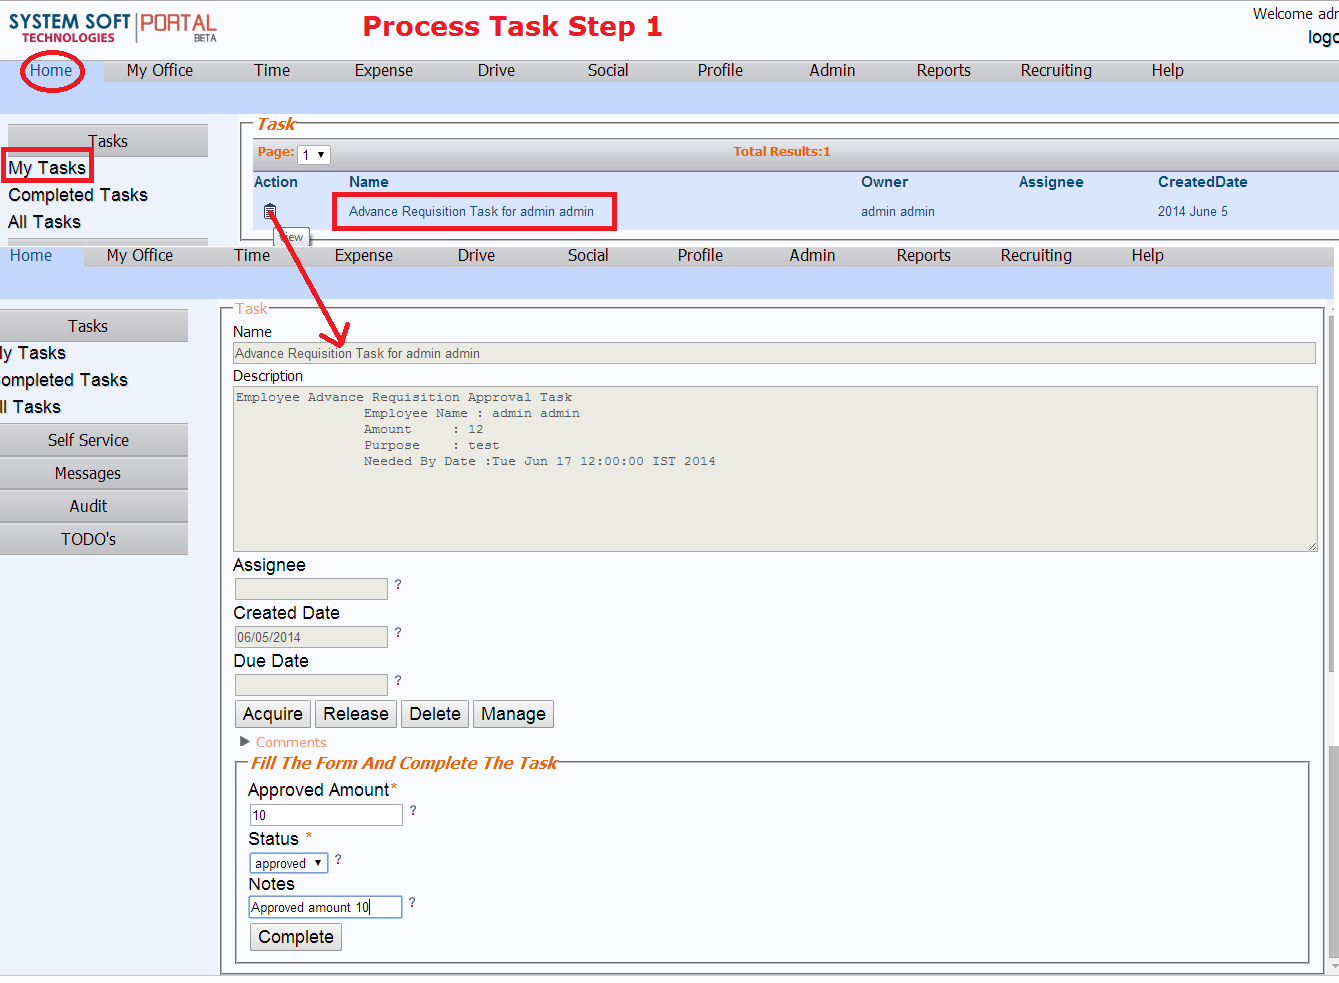 SYSTEM SOFT PORTAL
TECHNOLOGIES BETA
Process Task Step 1
Welcome adr
logo
Home My Office Time Expense Drive Social Profile Admin Reports Recruiting Help
Tasks
My Tasks
Completed Tasks
All Tasks
Task
Page: 1 Total Results:1
Action Name Owner Assignee CreatedDate
Advance Requisition Task for admin admin admin admin 2014 June 5
view
Home My Office Time Expense Drive Social Profile Admin Reports Recruiting Help
Tasks
ly Tasks
ompleted Tasks
ll Tasks
Self Service
Messages
Audit
TODO's
Task
Name
Advance Requisition Task for admin admin
Description
Employee Advance Requisition Approval Task
Employee Name : admin admin
Amount : 12
Purpose : test
Needed By Date :Tue Jun 17 12:00:00 IST 2014
Assignee
?
Created Date
06/05/2014 ?
Due Date
?
Acquire Release Delete Manage
Comments
Fill The Form And Complete The Task
Approved Amount*
10 ?
Status *
approved ?
Notes
Approved amount 10 ?
Complete